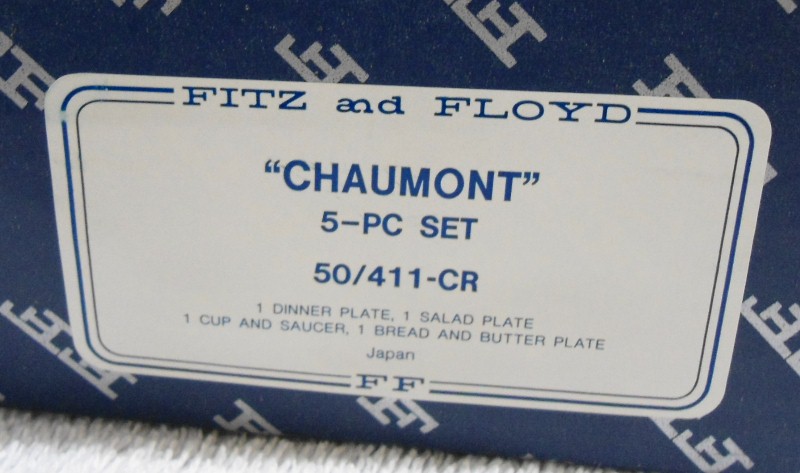 FITZ and FLOYD
“CHAUMONT”
5-PC SET
50/411-CR
1 DINNER PLATE, 1 SALAD PLATE
1 CUP AND SAUCER, 1 BREAD AND BUTTER PLATE
Japan
FF